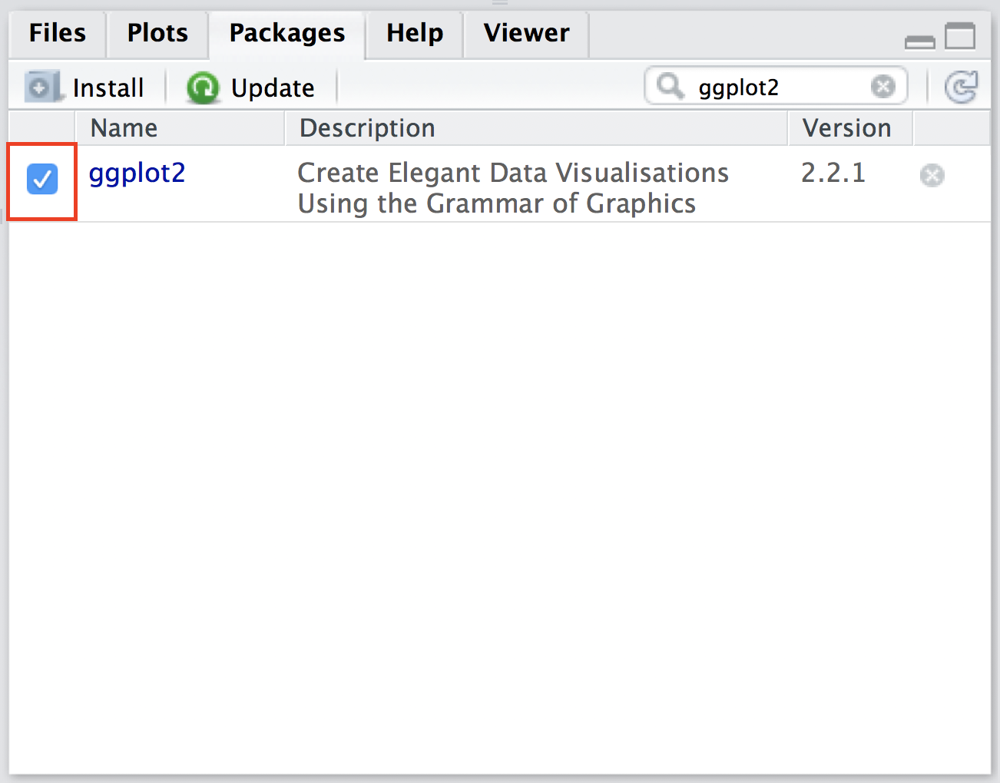 Files Plots Packages Help Viewer
Install Update ggplot2
Name Description Version
ggplot2 Create Elegant Data Visualisations 2.2.1
Using the Grammar of Graphics